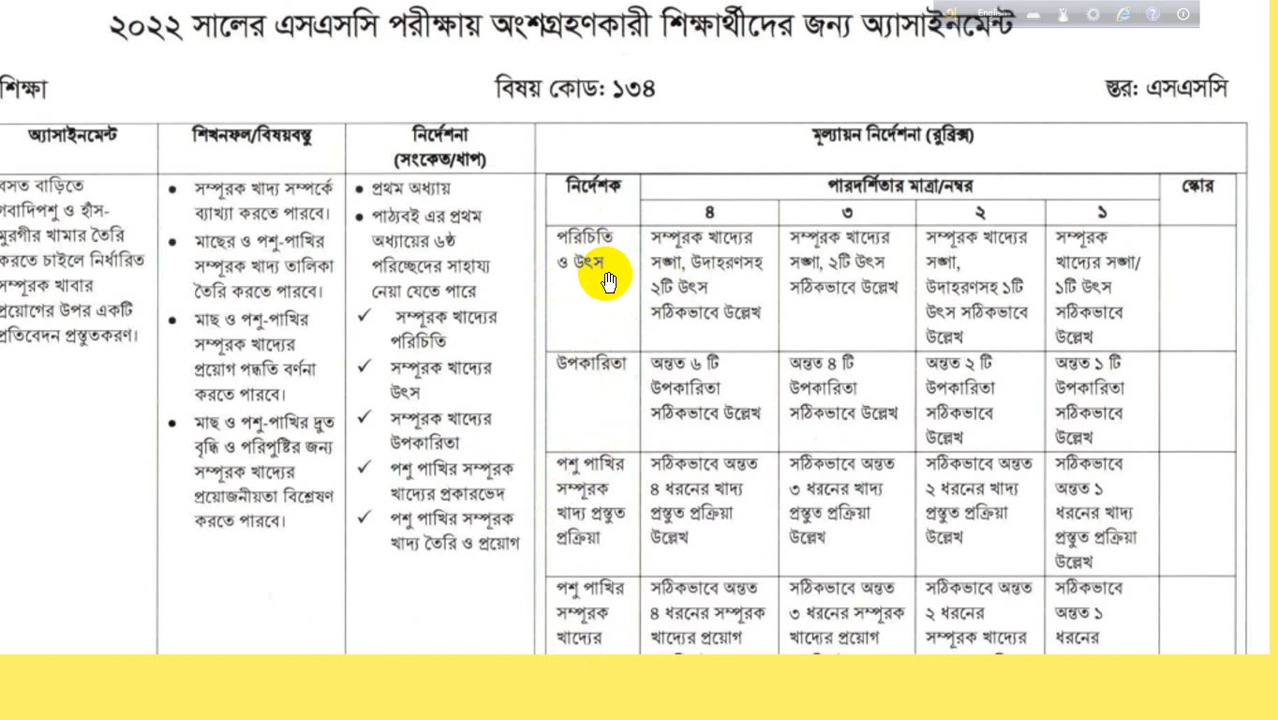 English
২০২২ সালের এসএসসি পরীক্ষায় অংশগ্রহণকারী শিক্ষার্থীদের জন্য অ্যাসাইনমেন্ট
শিক্ষা
বিষয় কোড: ১৩৪
স্তর: এসএসসি
অ্যাসাইনমেন্ট
বসত বাড়িতে
গবাদিপশু ও হাঁস-
মুরগীর খামার তৈরি
করতে চাইলে নির্ধারিত
সম্পূরক খাবার
প্রয়োগের উপর একটি
প্রতিবেদন প্রস্তুতকরণ।
শিখনফল/বিষয়বস্তু
• সম্পূরক খাদ্য সম্পর্কে
ব্যাখ্যা করতে পারবে।
• মাছের ও পশু-পাখির
সম্পূরক খাদ্য তালিকা
তৈরি করতে পারবে।
• মাছ ও পশু-পাখির
সম্পূরক খাদ্যের
প্রয়োগ পদ্ধতি বর্ণনা
করতে পারবে।
• মাছ ও পশু-পাখির দ্রুত
বৃদ্ধি ও পরিপুষ্টির জন্য
সম্পূরক খাদ্যের
প্রয়োজনীয়তা বিশ্লেষণ
করতে পারবে।
নির্দেশনা
(সংকেত/ধাপ)
• প্রথম অধ্যায়
• পাঠ্যবই এর প্রথম
অধ্যায়ের ৬ষ্ঠ
পরিচ্ছেদের সাহায্য
নেয়া যেতে পারে
✓ সম্পূরক খাদ্যের
পরিচিতি
✓ সম্পূরক খাদ্যের
উৎস
✓ সম্পূরক খাদ্যের
উপকারিতা
✓ পশু পাখির সম্পূরক
খাদ্যের প্রকারভেদ
✓ পশু পাখির সম্পূরক
খাদ্য তৈরি ও প্রয়োগ
মূল্যায়ন নির্দেশনা (রুব্রিক্স)
নির্দেশক
পারদর্শিতার মাত্রা/নম্বর
স্কোর
৪
৩
২
১
পরিচিতি
ও উৎস
সম্পূরক খাদ্যের
সজ্ঞা, উদাহরণসহ
২টি উৎস
সঠিকভাবে উল্লেখ
সম্পূরক খাদ্যের
সজ্ঞা, ২টি উৎস
সঠিকভাবে উল্লেখ
সম্পূরক খাদ্যের
সজ্ঞা,
উদাহরণসহ ১টি
উৎস সঠিকভাবে
উল্লেখ
সম্পূরক
খাদ্যের সজ্ঞা/
১টি উৎস
সঠিকভাবে
উল্লেখ
উপকারিতা
অন্তত ৬ টি
উপকারিতা
সঠিকভাবে উল্লেখ
অন্তত ৪ টি
উপকারিতা
সঠিকভাবে উল্লেখ
অন্তত ২ টি
উপকারিতা
সঠিকভাবে
উল্লেখ
অন্তত ১ টি
উপকারিতা
সঠিকভাবে
উল্লেখ
পশু পাখির
সম্পূরক
খাদ্য প্রস্তুত
প্রক্রিয়া
সঠিকভাবে অন্তত
৪ ধরনের খাদ্য
প্রস্তুত প্রক্রিয়া
উল্লেখ
সঠিকভাবে অন্তত
৩ ধরনের খাদ্য
প্রস্তুত প্রক্রিয়া
উল্লেখ
সঠিকভাবে অন্তত
২ ধরনের খাদ্য
প্রস্তুত প্রক্রিয়া
উল্লেখ
সঠিকভাবে
অন্তত ১
ধরনের খাদ্য
প্রস্তুত প্রক্রিয়া
উল্লেখ
পশু পাখির
সম্পূরক
খাদ্যের
সঠিকভাবে অন্তত
৪ ধরনের সম্পূরক
খাদ্যের প্রয়োগ
সঠিকভাবে অন্তত
৩ ধরনের সম্পূরক
খাদ্যের প্রয়োগ
সঠিকভাবে অন্তত
২ ধরনের
সম্পূরক খাদ্যের
সঠিকভাবে
অন্তত ১
ধরনের